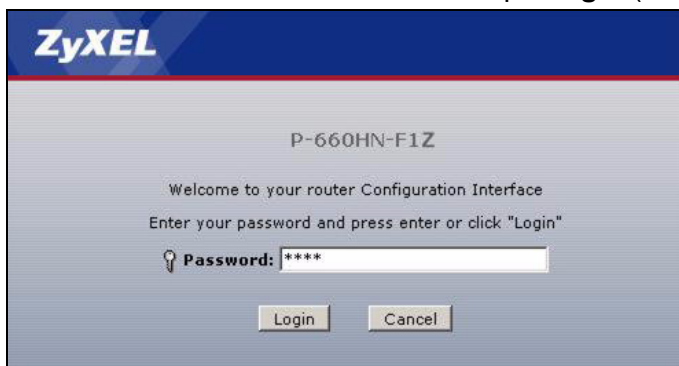 ZyXEL
P-660HN-F1Z
Welcome to your router Configuration Interface
Enter your password and press enter or click "Login"
Password: ****
Login Cancel